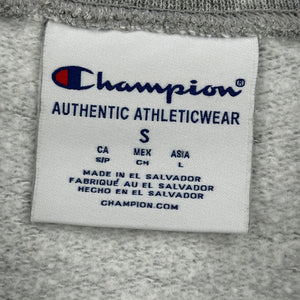 Champion®
AUTHENTIC ATHLETICWEAR
S
CA MEX ASIA
S/P CH L
MADE IN EL SALVADOR
FABRIQUÉ AU EL SALVADOR
HECHO EN EL SALVADOR
CHAMPION.COM